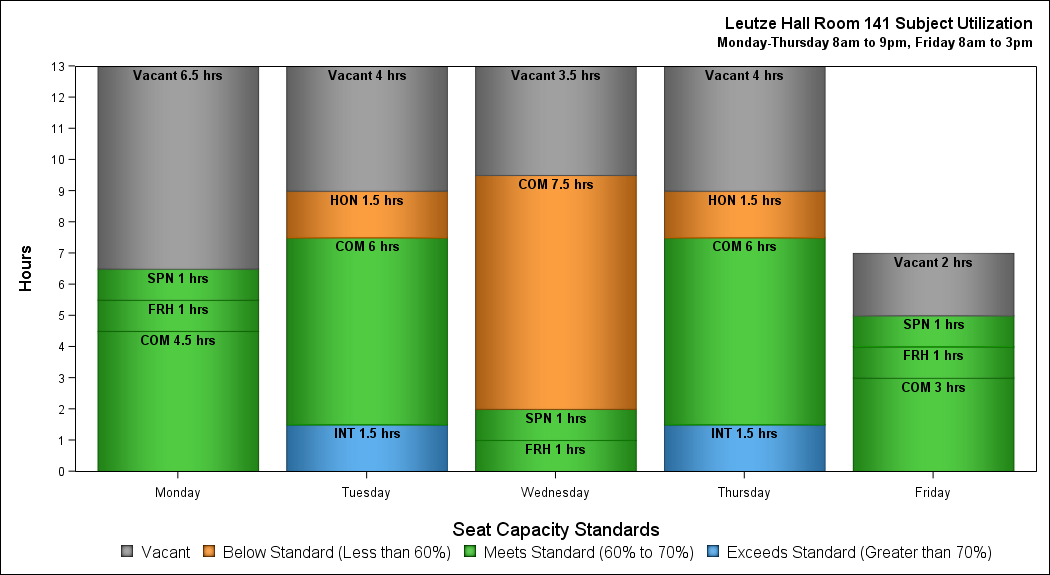 Leutze Hall Room 141 Subject Utilization
Monday-Thursday 8am to 9pm, Friday 8am to 3pm
Hours
13
12
11
10
9
8
7
6
5
4
3
2
1
0
Vacant 6.5 hrs
SPN 1 hrs
FRH 1 hrs
COM 4.5 hrs
Vacant 4 hrs
HON 1.5 hrs
COM 6 hrs
INT 1.5 hrs
Vacant 3.5 hrs
COM 7.5 hrs
SPN 1 hrs
FRH 1 hrs
Vacant 4 hrs
HON 1.5 hrs
COM 6 hrs
INT 1.5 hrs
Vacant 2 hrs
SPN 1 hrs
FRH 1 hrs
COM 3 hrs
Monday Tuesday Wednesday Thursday Friday
Seat Capacity Standards
Vacant Below Standard (Less than 60%) Meets Standard (60% to 70%) Exceeds Standard (Greater than 70%)